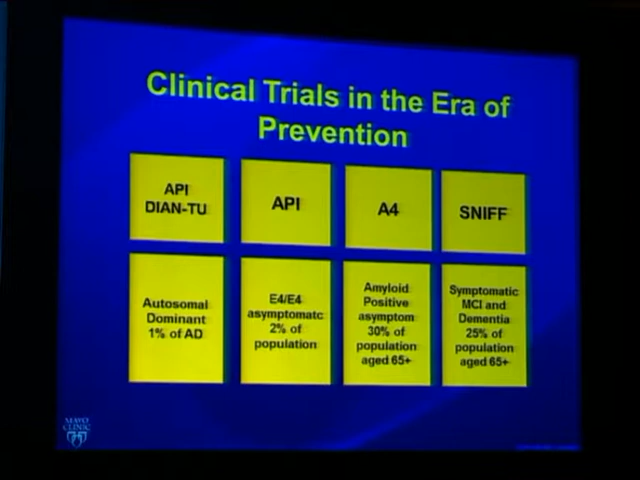 Clinical Trials in the Era of
Prevention
API
DIAN-TU
API
A4
SNIFF
Autosomal
Dominant
1% of AD
E4/E4
asymptomatc
2% of
population
Amyloid
Positive
asymptom
30% of
population
aged 65+
Symptomatic
MCI and
Dementia
25% of
population
aged 65+
MAYO
CLINIC